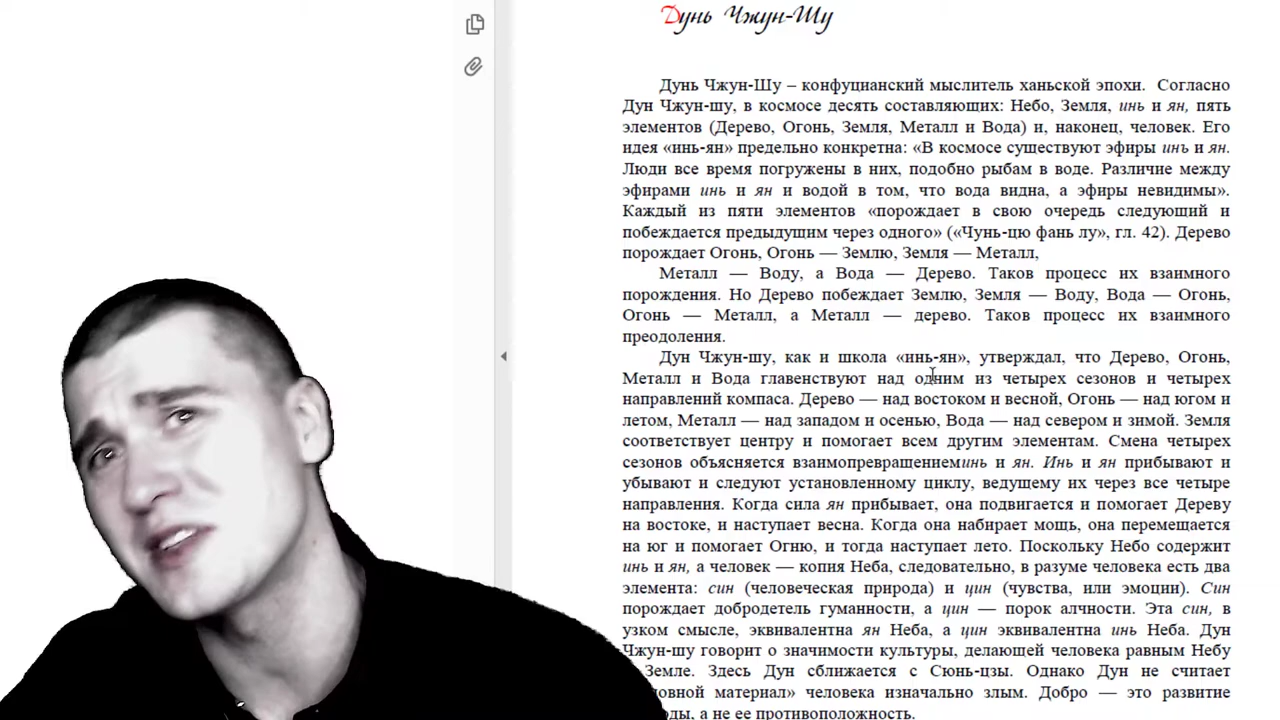 Дунь Чжун-Шу
Дунь Чжун-Шу – конфуцианский мыслитель ханьской эпохи. Согласно
Дун Чжун-шу, в космосе десять составляющих: Небо, Земля, инь и ян, пять
элементов (Дерево, Огонь, Земля, Металл и Вода) и, наконец, человек. Его
идея «инь-ян» предельно конкретна: «В космосе существуют эфиры инь и ян.
Люди все время погружены в них, подобно рыбам в воде. Различие между
эфирами инь и ян и водой в том, что вода видна, а эфиры невидимы».
Каждый из пяти элементов «порождает в свою очередь следующий и
побеждается предыдущим через одного» («Чунь-цю фань лу», гл. 42). Дерево
порождает Огонь, Огонь — Землю, Земля — Металл,
Металл — Воду, а Вода — Дерево. Таков процесс их взаимного
порождения. Но Дерево побеждает Землю, Земля — Воду, Вода — Огонь,
Огонь — Металл, а Металл — дерево. Таков процесс их взаимного
преодоления.
Дун Чжун-шу, как и школа «инь-ян», утверждал, что Дерево, Огонь,
Металл и Вода главенствуют над одним из четырех сезонов и четырех
направлений компаса. Дерево — над востоком и весной, Огонь — над югом и
летом, Металл — над западом и осенью, Вода — над севером и зимой. Земля
соответствует центру и помогает всем другим элементам. Смена четырех
сезонов объясняется взаимопревращениеминь и ян. Инь и ян прибывают и
убывают и следуют установленному циклу, ведущему их через все четыре
направления. Когда сила ян прибывает, она подвигается и помогает Дереву
на востоке, и наступает весна. Когда она набирает мощь, она перемещается
на юг и помогает Огню, и тогда наступает лето. Поскольку Небо содержит
инь и ян, а человек — копия Неба, следовательно, в разуме человека есть два
элемента: син (человеческая природа) и цин (чувства, или эмоции). Син
порождает добродетель гуманности, а цин — порок алчности. Эта син, в
узком смысле, эквивалентна ян Неба, а цин эквивалентна инь Неба. Дун
Чжун-шу говорит о значимости культуры, делающей человека равным Небу
Земле. Здесь Дун сближается с Сюнь-цзы. Однако Дун не считает
материал» человека изначально злым. Добро — это развитие
а не ее противоположность.